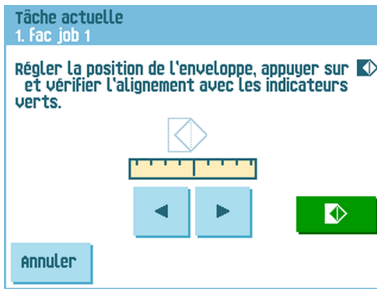 Tâche actuelle
1. Fac job 1
Régler la position de l'enveloppe, appuyer sur
et vérifier l'alignement avec les indicateurs
verts.
Annuler